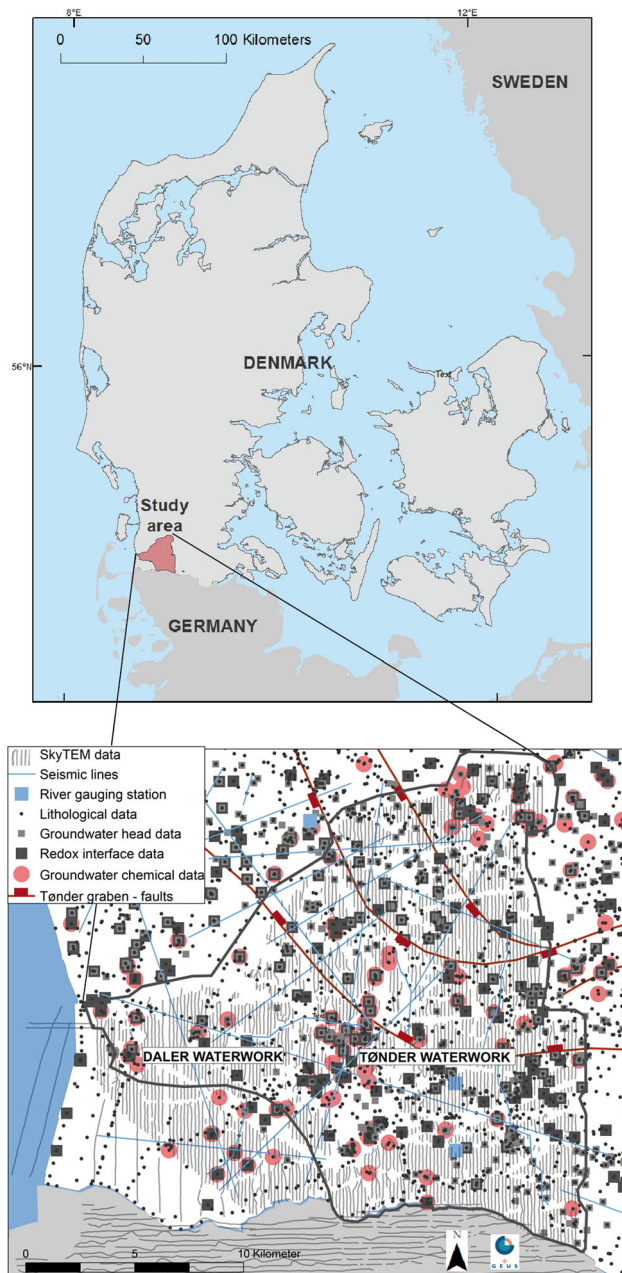 8°E
12°E
0 50 100 Kilometers
SWEDEN
56°N
DENMARK
Text
Study
area
GERMANY
SkyTEM data
Seismic lines
River gauging station
Lithological data
Groundwater head data
Redox interface data
Groundwater chemical data
Tønder graben - faults
DALER WATERWORK
TØNDER WATERWORK
0 5 10 Kilometer
N
GEUS